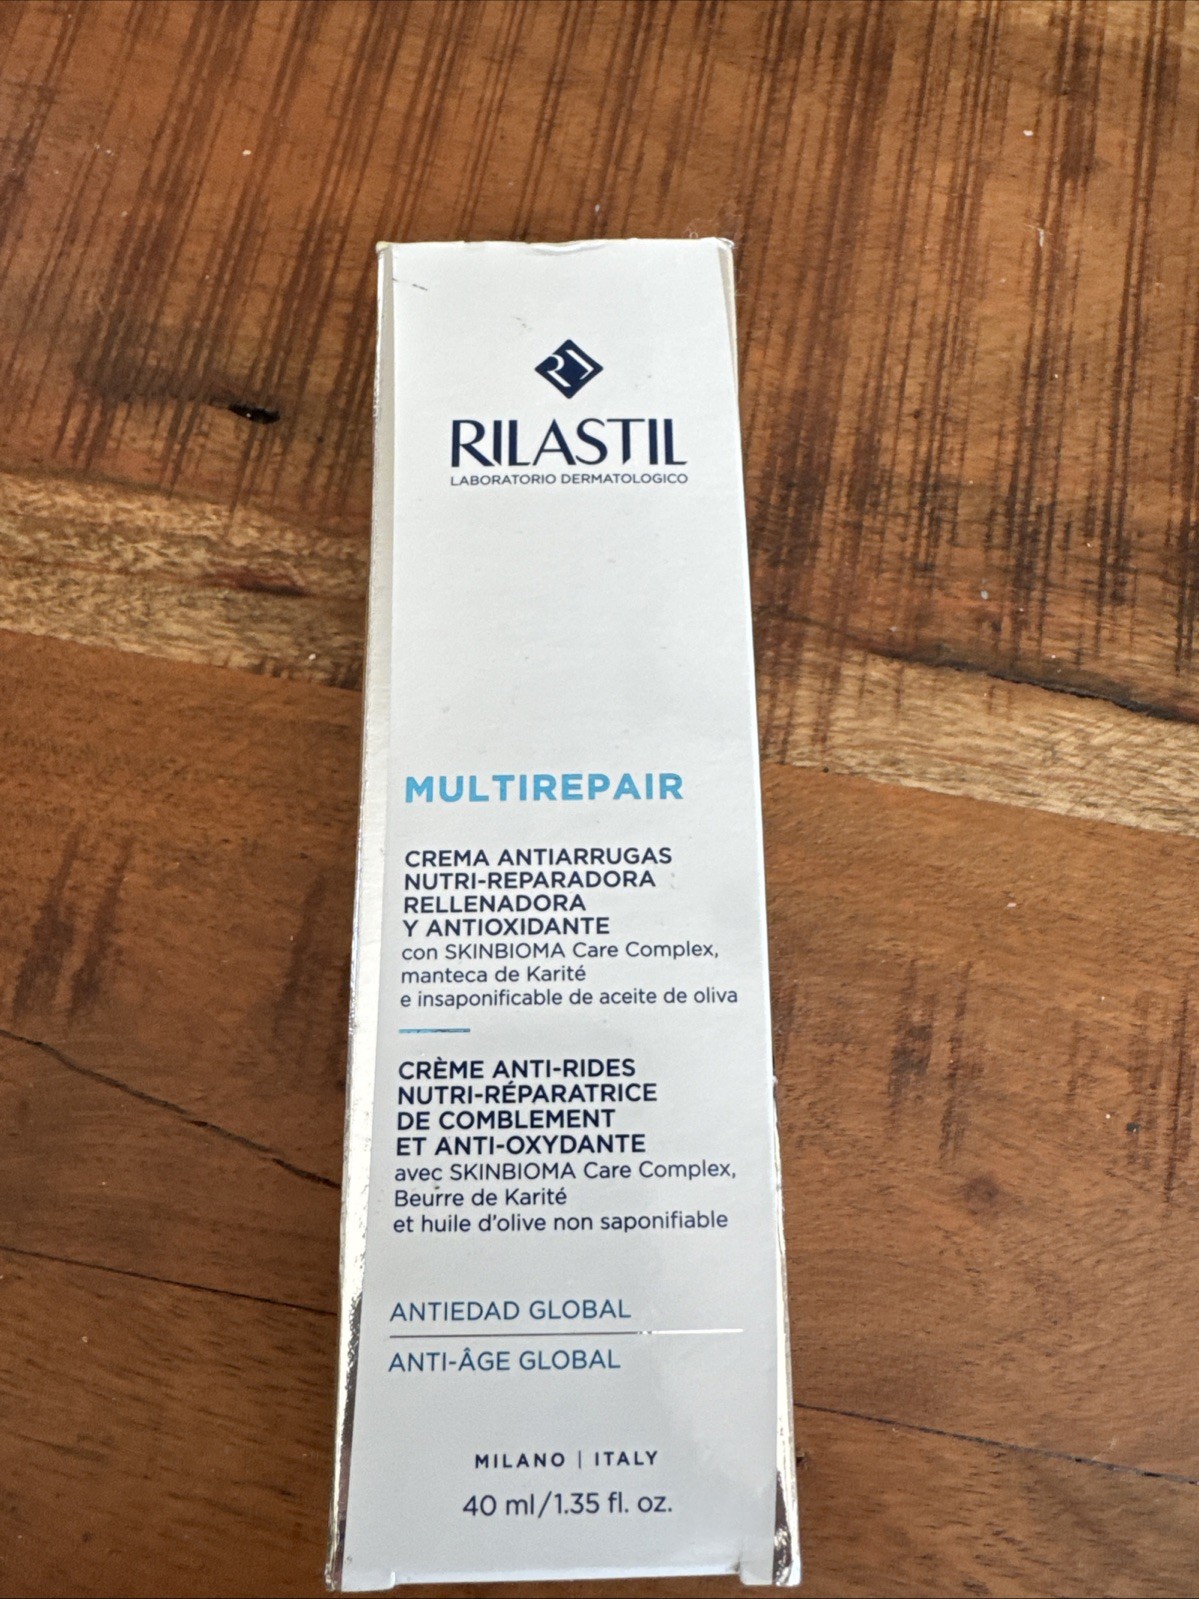 RILASTIL
LABORATORIO DERMATOLOGICO
MULTIREPAIR
CREMA ANTIARRUGAS
NUTRI-REPARADORA
RELLENADORA
Y ANTIOXIDANTE
con SKINBIOMA Care Complex,
manteca de Karité
e insaponificable de aceite de oliva
CRÈME ANTI-RIDES
NUTRI-RÉPARATRICE
DE COMBLEMENT
ET ANTI-OXYDANTE
avec SKINBIOMA Care Complex,
Beurre de Karité
et huile d'olive non saponifiable
ANTIEDAD GLOBAL
ANTI-ÂGE GLOBAL
MILANO | ITALY
40 ml/1.35 fl. oz.